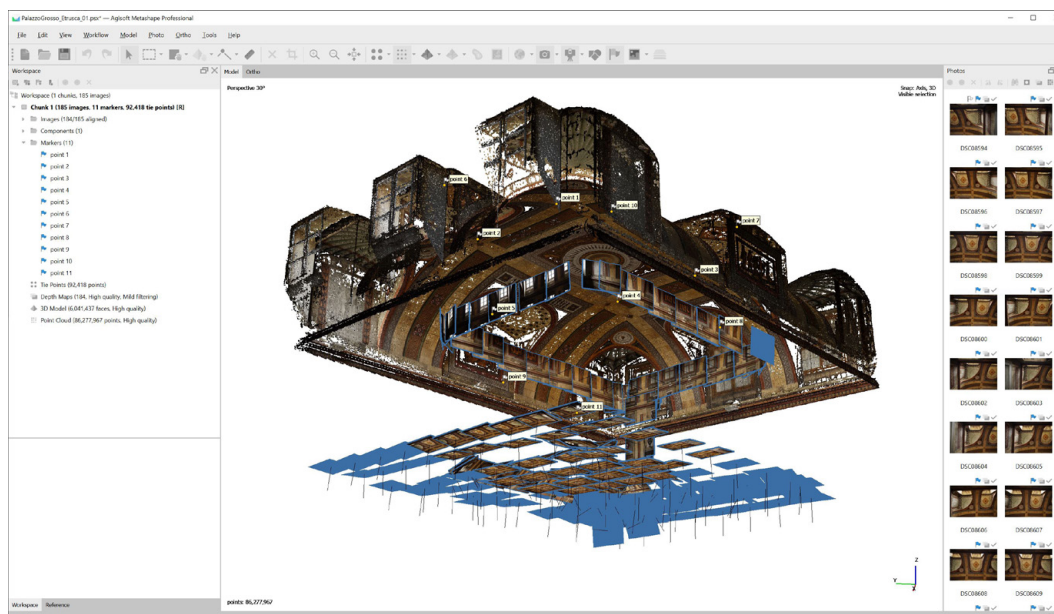 PalazzoGrosso_Etrusca_01.psx* — Agisoft Metashape Professional
File Edit View Workflow Model Photo Ortho Tools Help
Workspace
Workspace (1 chunks, 185 images)
Chunk 1 (185 images, 11 markers, 92,418 tie points) [R]
Images (184/185 aligned)
Components (1)
Markers (11)
point 1
point 2
point 3
point 4
point 5
point 6
point 7
point 8
point 9
point 10
point 11
Tie Points (92,418 points)
Depth Maps (184, High quality, Mild filtering)
3D Model (6,041,437 faces, High quality)
Point Cloud (86,277,967 points, High quality)
Workspace Reference
Model Ortho
Perspective 30°
Snap: Axis, 3D
Visible selection
point 6
point 1
point 10
point 7
point 2
point 3
point 4
point 5
point 8
point 9
point 11
Z
Y
X
points: 86,277,967
Photos
DSC08594 DSC08595
DSC08596 DSC08597
DSC08598 DSC08599
DSC08600 DSC08601
DSC08602 DSC08603
DSC08604 DSC08605
DSC08606 DSC08607
DSC08608 DSC08609